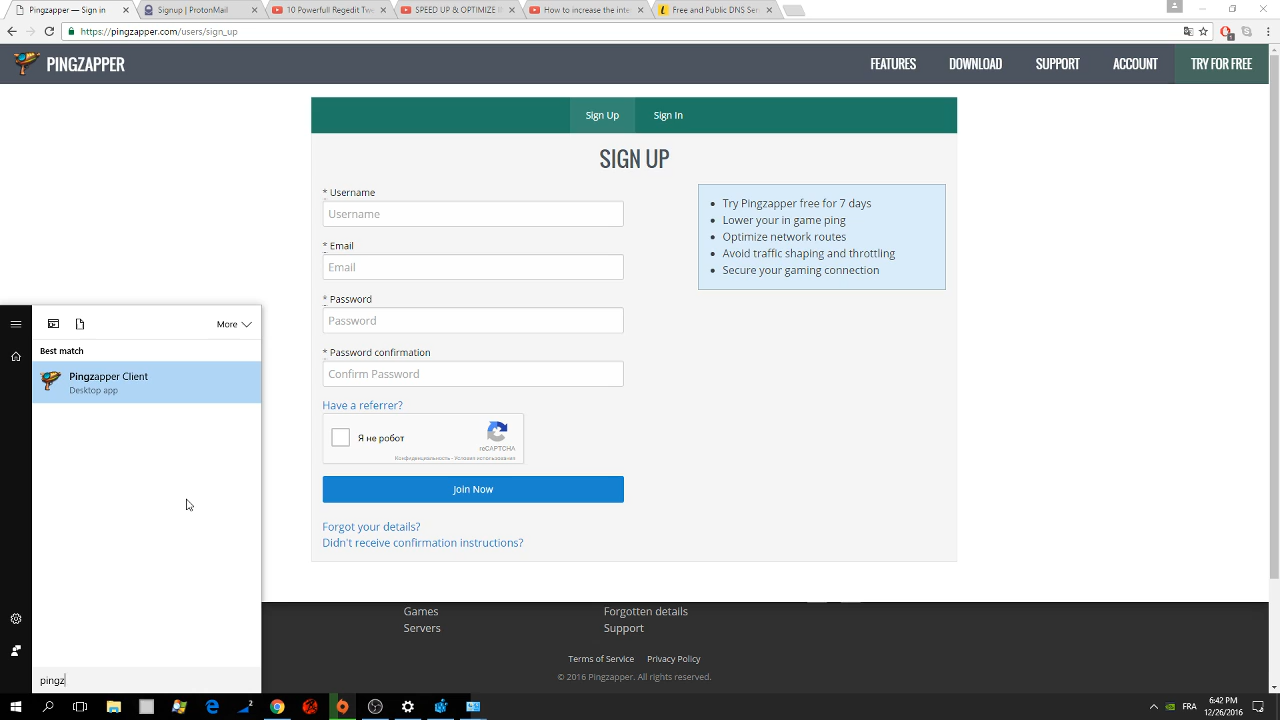 Pingzapper — Sign in
Signup | ProtonMail
10 Powerfull Regedit Twe
SPEED UP & OPTIMIZE
How to increase the inte
Free and Public DNS Ser
https://pingzapper.com/users/sign_up
PINGZAPPER
FEATURES
DOWNLOAD
SUPPORT
ACCOUNT
TRY FOR FREE
Sign Up
Sign In
SIGN UP
* Username
Username
* Email
Email
* Password
Password
* Password confirmation
Confirm Password
Have a referrer?
Я не робот
reCAPTCHA
Конфиденциальность - Условия использования
Join Now
Forgot your details?
Didn't receive confirmation instructions?
• Try Pingzapper free for 7 days
• Lower your in game ping
• Optimize network routes
• Avoid traffic shaping and throttling
• Secure your gaming connection
More
Best match
Pingzapper Client
Desktop app
pingz
Games
Servers
Forgotten details
Support
Terms of Service
Privacy Policy
© 2016 Pingzapper. All rights reserved.
FRA
6:42 PM
12/26/2016